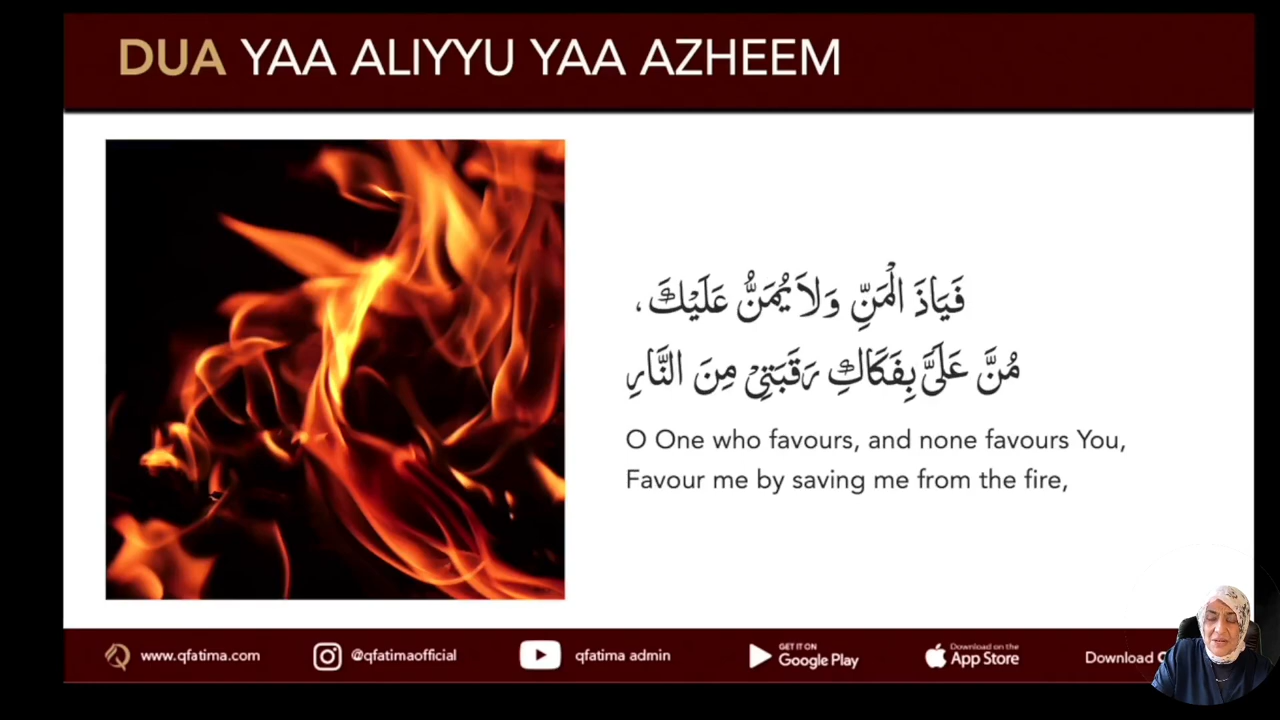 DUA YAA ALIYYU YAA AZHEEM
فَيَاذَ الْمَنِّ وَلاَ يُمَنُّ عَلَيْكَ،
مُنَّ عَلَىَّ بِفَكَاكِ رَقَبَتِيْ مِنَ النَّارِ
O One who favours, and none favours You,
Favour me by saving me from the fire,
www.qfatima.com
@qfatimaofficial
qfatima admin
GET IT ON
Google Play
Download on the
App Store
Download